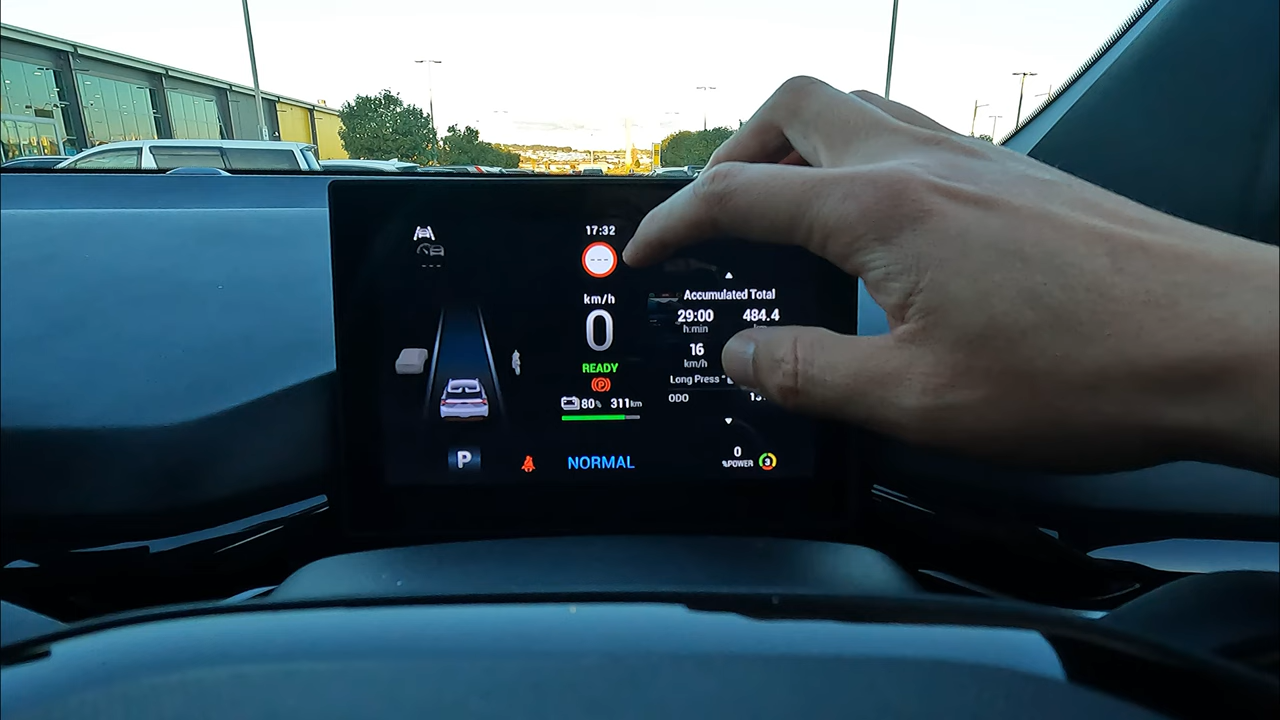 17:32
---
---
km/h
0
READY
P
80% 311km
P
NORMAL
Accumulated Total
29:00 484.4
h:min
16
km/h
Long Press "
ODO
0
%POWER 3